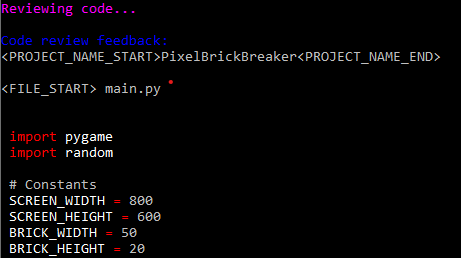 Reviewing code...
Code review feedback:
<PROJECT_NAME_START>PixelBrickBreaker<PROJECT_NAME_END>
<FILE_START> main.py
import pygame
import random
# Constants
SCREEN_WIDTH = 800
SCREEN_HEIGHT = 600
BRICK_WIDTH = 50
BRICK_HEIGHT = 20